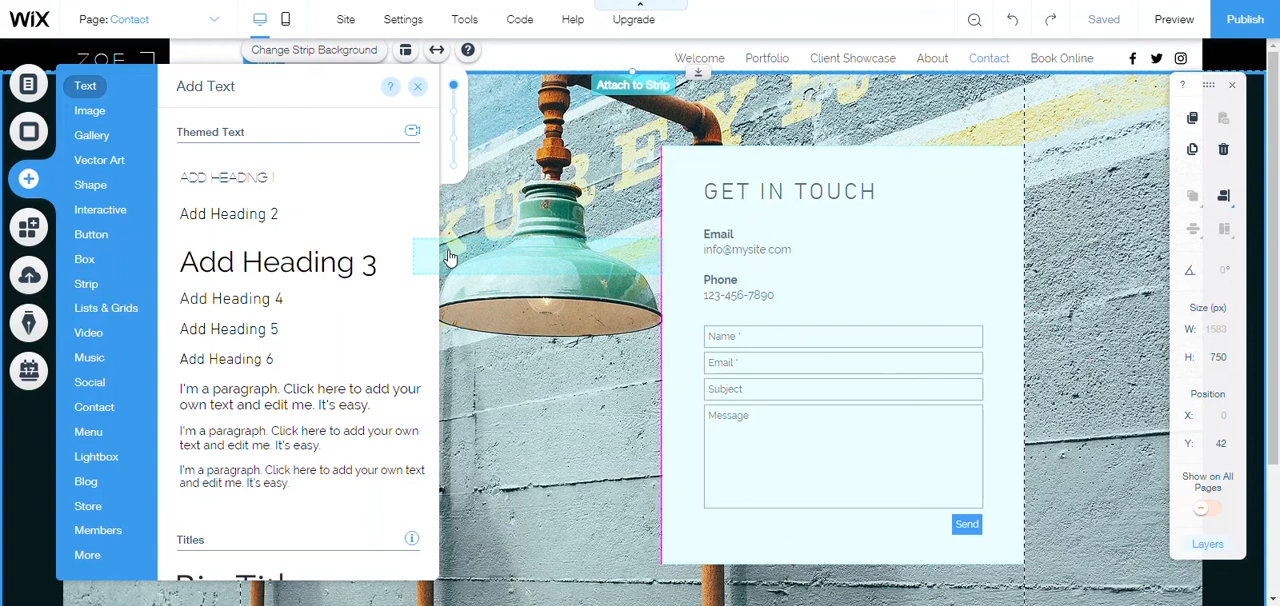 WiX
Page: Contact
Site
Settings
Tools
Code
Help
Upgrade
Saved
Preview
Publish
ZOE
Change Strip Background
?
Welcome
Portfolio
Client Showcase
About
Contact
Book Online
Attach to Strip
Text
Image
Gallery
Vector Art
Shape
Interactive
Button
Box
Strip
Lists & Grids
Video
Music
Social
Contact
Menu
Lightbox
Blog
Store
Members
More
17
Add Text
?
Themed Text
ADD HEADING 1
Add Heading 2
Add Heading 3
Add Heading 4
Add Heading 5
Add Heading 6
I'm a paragraph. Click here to add your
own text and edit me. It's easy.
I'm a paragraph. Click here to add your own
text and edit me. It's easy.
I'm a paragraph. Click here to add your own text
and edit me. It's easy.
Titles
Big Title
GET IN TOUCH
Email
info@mysite.com
Phone
123-456-7890
Name *
Email *
Subject
Message
Send
?
0°
Size (px)
W: 1583
H: 750
Position
X: 0
Y: 42
Show on All
Pages
Layers